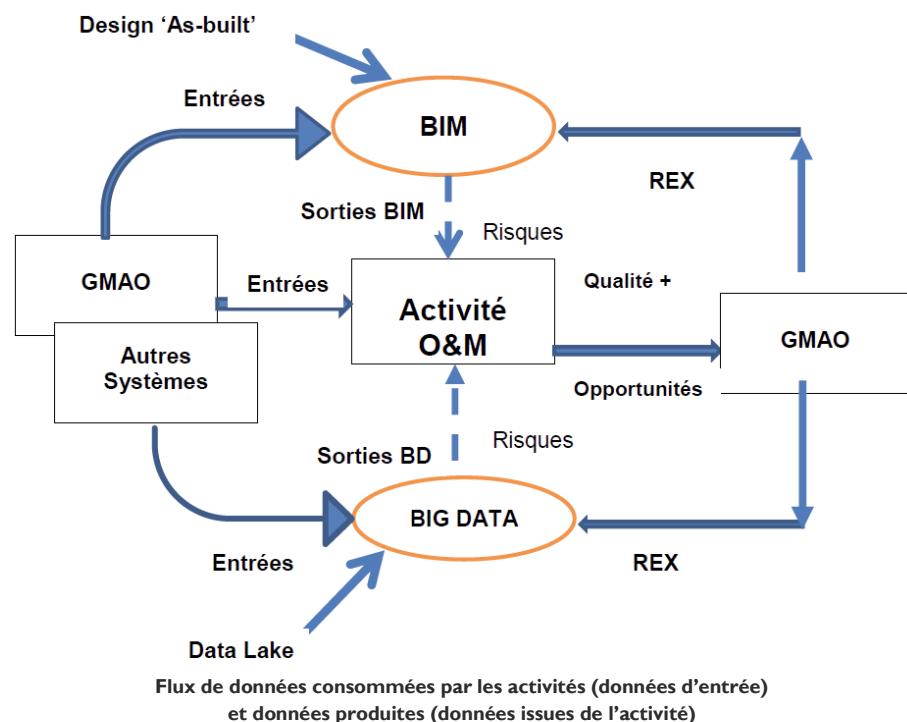 Design ‘As-built’
Entrées
BIM
REX
Sorties BIM
Risques
GMAO
Entrées
Activité
O&M
Qualité +
GMAO
Autres
Systèmes
Opportunités
Sorties BD
Risques
BIG DATA
Entrées
REX
Data Lake
Flux de données consommées par les activités (données d’entrée)
et données produites (données issues de l’activité)